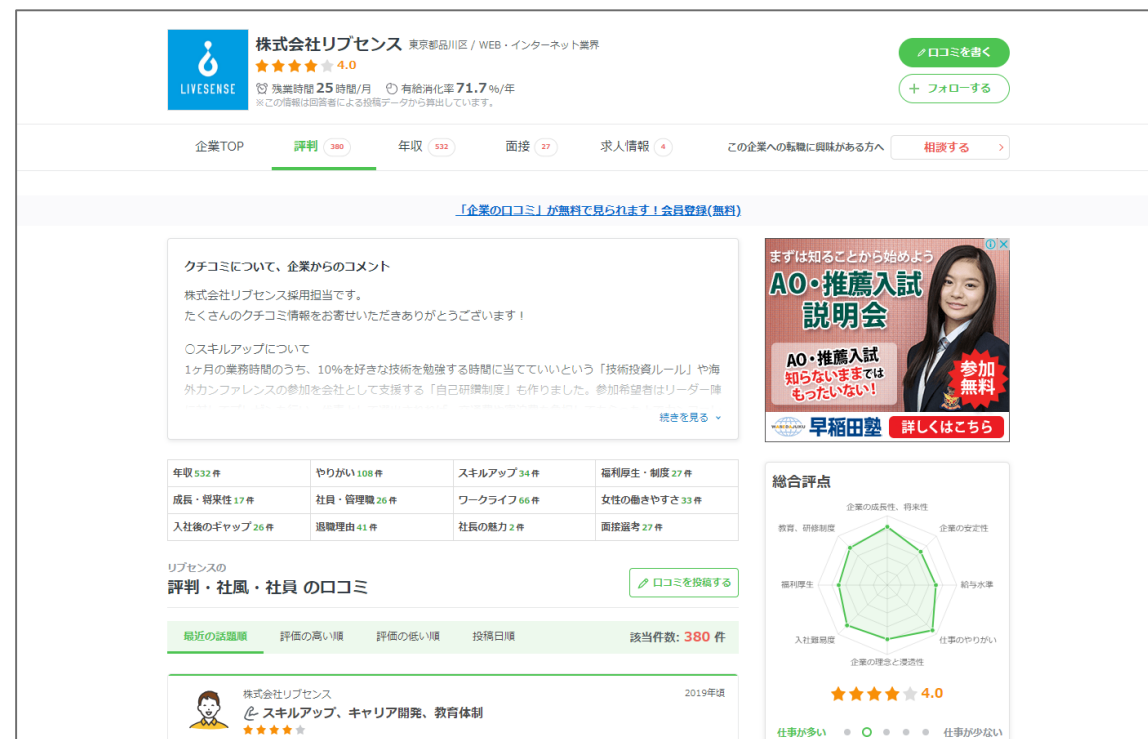 株式会社リブセンス 東京都品川区 / WEB・インターネット業界
4.0
LIVESENSE
残業時間 25 時間/月 有給消化率 71.7 %/年
※この情報は回答者による投稿データから算出しています。
口コミを書く
+ フォローする
企業TOP 評判 380 年収 532 面接 27 求人情報 4 この企業への転職に興味がある方へ 相談する
「企業の口コミ」が無料で見られます！会員登録(無料)
クチコミについて、企業からのコメント
株式会社リブセンス採用担当です。
たくさんのクチコミ情報をお寄せいただきありがとうございます！
○スキルアップについて
1ヶ月の業務時間のうち、10%を好きな技術を勉強する時間に当てていいという「技術投資ルール」や海
外カンファレンスの参加を会社として支援する「自己研鑽制度」も作りました。参加希望者はリーダー陣
続きを見る
まずは知ることから始めよう
AO・推薦入試
説明会
AO・推薦入試
知らないままでは
もったいない！
参加
無料
早稲田塾 詳しくはこちら
年収 532 件 やりがい 108 件 スキルアップ 34 件 福利厚生・制度 27 件
成長・将来性 17 件 社員・管理職 26 件 ワークライフ 66 件 女性の働きやすさ 33 件
入社後のギャップ 26 件 退職理由 41 件 社長の魅力 2 件 面接選考 27 件
リブセンスの
評判・社風・社員 の口コミ
口コミを投稿する
最近の話題順 評価の高い順 評価の低い順 投稿日順 該当件数: 380 件
株式会社リブセンス 2019年頃
スキルアップ、キャリア開発、教育体制
総合評点
企業の成長性、将来性
教育、研修制度 企業の安定性
福利厚生 給与水準
入社難易度 仕事のやりがい
企業の理念と浸透性
4.0
仕事が多い 仕事が少ない